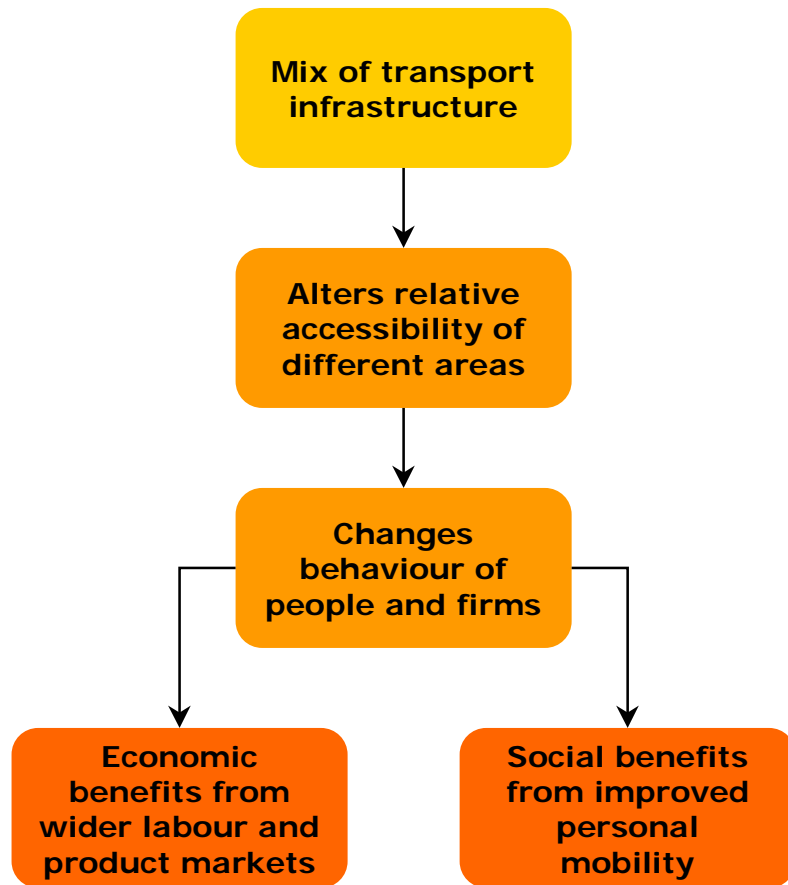 Mix of transport
infrastructure
Alters relative
accessibility of
different areas
Changes
behaviour of
people and firms
Economic
benefits from
wider labour and
product markets
Social benefits
from improved
personal
mobility